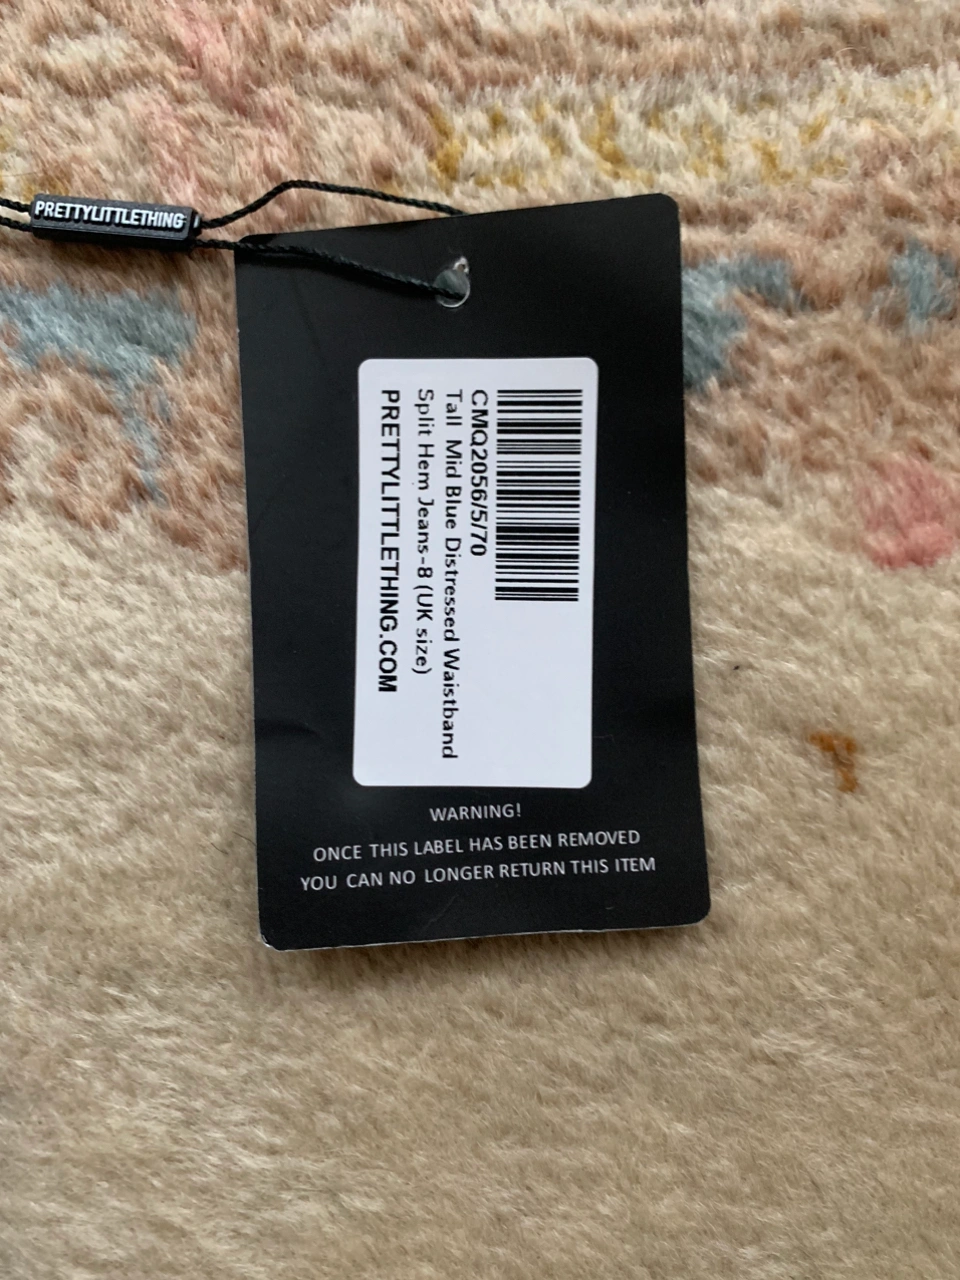 PRETTYLITTLETHING
CMQ2056/5/70
Tall Mid Blue Distressed Waistband
Split Hem Jeans-8 (UK size)
PRETTYLITTLETHING.COM
WARNING!
ONCE THIS LABEL HAS BEEN REMOVED
YOU CAN NO LONGER RETURN THIS ITEM